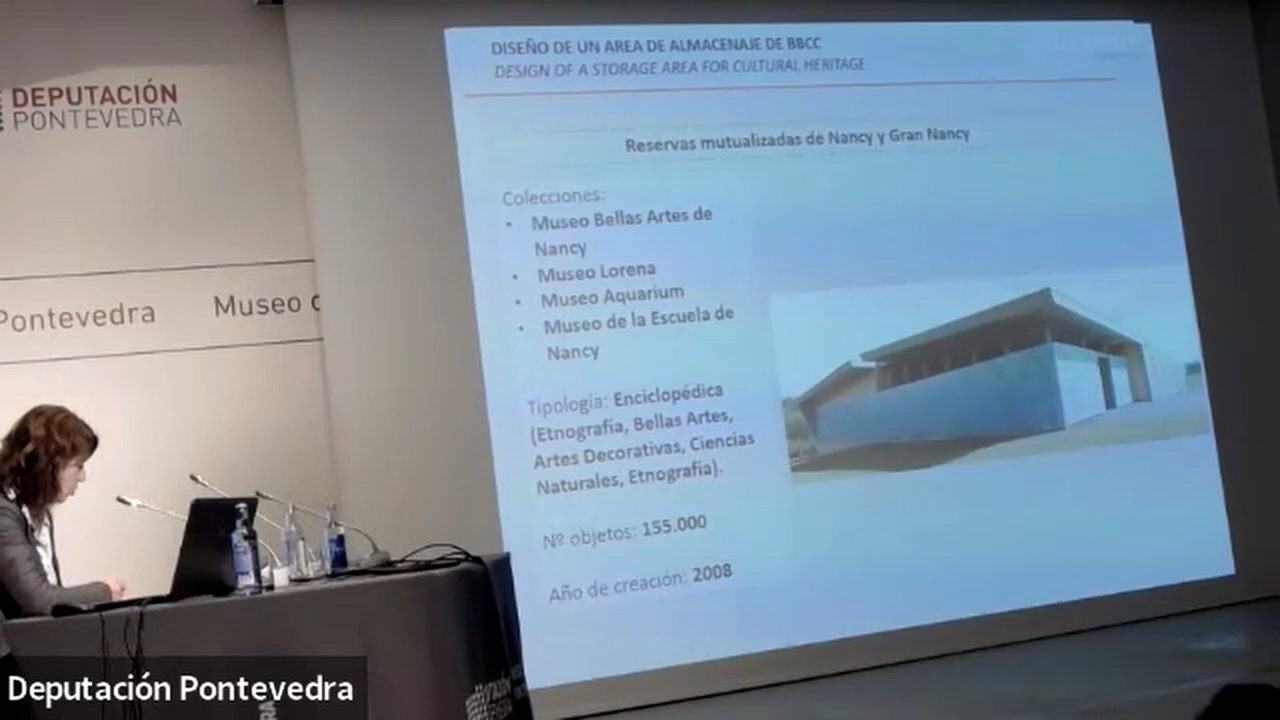 DEPUTACIÓN
PONTEVEDRA
Pontevedra Museo
DISEÑO DE UN AREA DE ALMACENAJE DE BBCC
DESIGN OF A STORAGE AREA FOR CULTURAL HERITAGE
Reservas mutualizadas de Nancy y Gran Nancy
Colecciones:
• Museo Bellas Artes de
Nancy
• Museo Lorena
• Museo Aquarium
• Museo de la Escuela de
Nancy
Tipología: Enciclopédica
(Etnografía, Bellas Artes,
Artes Decorativas, Ciencias
Naturales, Etnografía).
Nº objetos: 155.000
Año de creación: 2008
Deputación Pontevedra